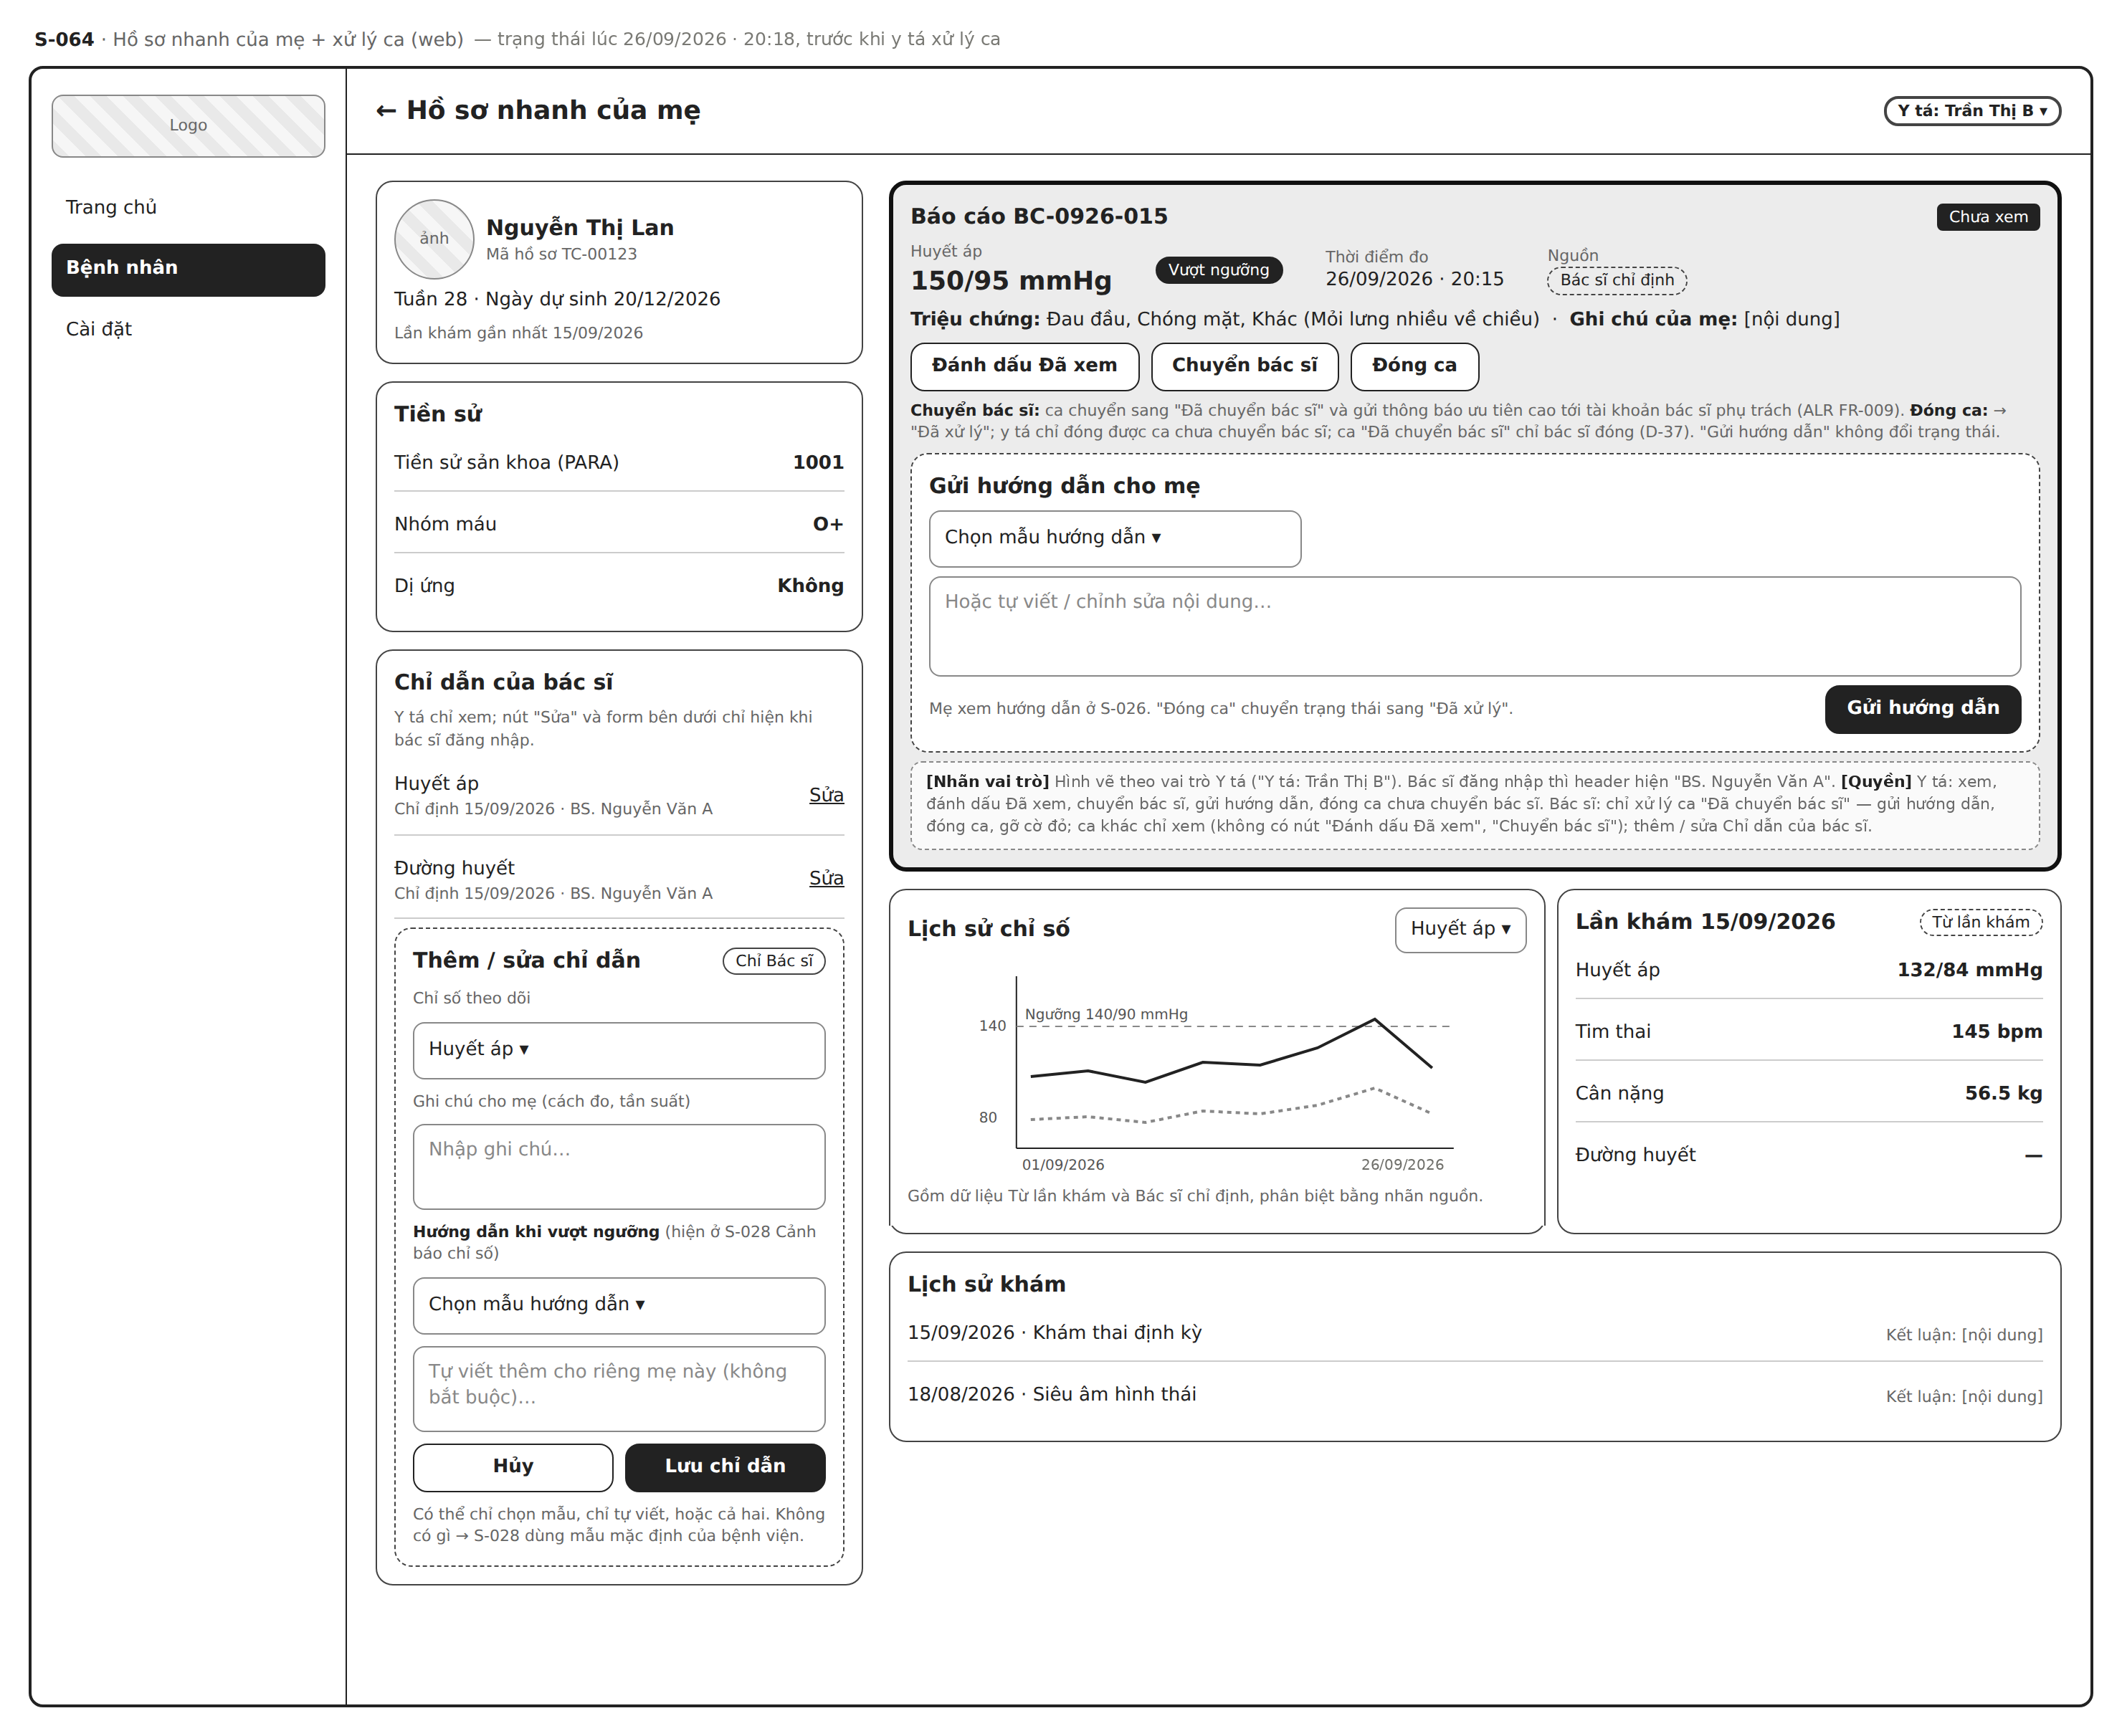 S-064 · Hồ sơ nhanh của mẹ + xử lý ca (web) — trạng thái lúc 26/09/2026 · 20:18, trước khi y tá xử lý ca
Logo
Trang chủ
Bệnh nhân
Cài đặt
← Hồ sơ nhanh của mẹ
Y tá: Trần Thị B ▾
ảnh
Nguyễn Thị Lan
Mã hồ sơ TC-00123
Tuần 28 · Ngày dự sinh 20/12/2026
Lần khám gần nhất 15/09/2026
Tiền sử
Tiền sử sản khoa (PARA) 1001
Nhóm máu O+
Dị ứng Không
Chỉ dẫn của bác sĩ
Y tá chỉ xem; nút "Sửa" và form bên dưới chỉ hiện khi
bác sĩ đăng nhập.
Huyết áp
Chỉ định 15/09/2026 · BS. Nguyễn Văn A
Sửa
Đường huyết
Chỉ định 15/09/2026 · BS. Nguyễn Văn A
Sửa
Thêm / sửa chỉ dẫn
Chỉ Bác sĩ
Chỉ số theo dõi
Huyết áp ▾
Ghi chú cho mẹ (cách đo, tần suất)
Nhập ghi chú...
Hướng dẫn khi vượt ngưỡng (hiện ở S-028 Cảnh
báo chỉ số)
Chọn mẫu hướng dẫn ▾
Tự viết thêm cho riêng mẹ này (không
bắt buộc)...
Hủy
Lưu chỉ dẫn
Có thể chỉ chọn mẫu, chỉ tự viết, hoặc cả hai. Không
có gì → S-028 dùng mẫu mặc định của bệnh viện.
Báo cáo BC-0926-015
Chưa xem
Huyết áp
150/95 mmHg
Vượt ngưỡng
Thời điểm đo
26/09/2026 · 20:15
Nguồn
Bác sĩ chỉ định
Triệu chứng: Đau đầu, Chóng mặt, Khác (Mỏi lưng nhiều về chiều) · Ghi chú của mẹ: [nội dung]
Đánh dấu Đã xem
Chuyển bác sĩ
Đóng ca
Chuyển bác sĩ: ca chuyển sang "Đã chuyển bác sĩ" và gửi thông báo ưu tiên cao tới tài khoản bác sĩ phụ trách (ALR FR-009). Đóng ca: →
"Đã xử lý"; y tá chỉ đóng được ca chưa chuyển bác sĩ; ca "Đã chuyển bác sĩ" chỉ bác sĩ đóng (D-37). "Gửi hướng dẫn" không đổi trạng thái.
Gửi hướng dẫn cho mẹ
Chọn mẫu hướng dẫn ▾
Hoặc tự viết / chỉnh sửa nội dung...
Mẹ xem hướng dẫn ở S-026. "Đóng ca" chuyển trạng thái sang "Đã xử lý".
Gửi hướng dẫn
[Nhãn vai trò] Hình vẽ theo vai trò Y tá ("Y tá: Trần Thị B"). Bác sĩ đăng nhập thì header hiện "BS. Nguyễn Văn A". [Quyền] Y tá: xem,
đánh dấu Đã xem, chuyển bác sĩ, gửi hướng dẫn, đóng ca chưa chuyển bác sĩ. Bác sĩ: chỉ xử lý ca "Đã chuyển bác sĩ" — gửi hướng dẫn,
đóng ca, gỡ cờ đỏ; ca khác chỉ xem (không có nút "Đánh dấu Đã xem", "Chuyển bác sĩ"); thêm / sửa Chỉ dẫn của bác sĩ.
Lịch sử chỉ số
Huyết áp ▾
Ngưỡng 140/90 mmHg
140
80
01/09/2026 26/09/2026
Gồm dữ liệu Từ lần khám và Bác sĩ chỉ định, phân biệt bằng nhãn nguồn.
Lần khám 15/09/2026
Từ lần khám
Huyết áp 132/84 mmHg
Tim thai 145 bpm
Cân nặng 56.5 kg
Đường huyết —
Lịch sử khám
15/09/2026 · Khám thai định kỳ Kết luận: [nội dung]
18/08/2026 · Siêu âm hình thái Kết luận: [nội dung]